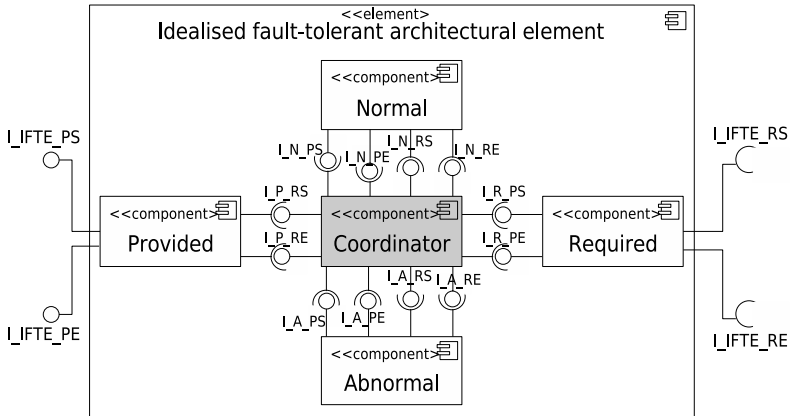 <<element>>
Idealised fault-tolerant architectural element
<<component>>
Normal
I_IFTE_PS
I_IFTE_RS
I_N_PS
I_N_PE
I_N_RS
I_N_RE
I_P_RS
I_R_PS
<<component>>
Provided
<<component>>
Coordinator
<<component>>
Required
I_P_RE
I_R_PE
I_A_RS
I_A_RE
I_A_PS
I_A_PE
I_IFTE_PE
I_IFTE_RE
<<component>>
Abnormal